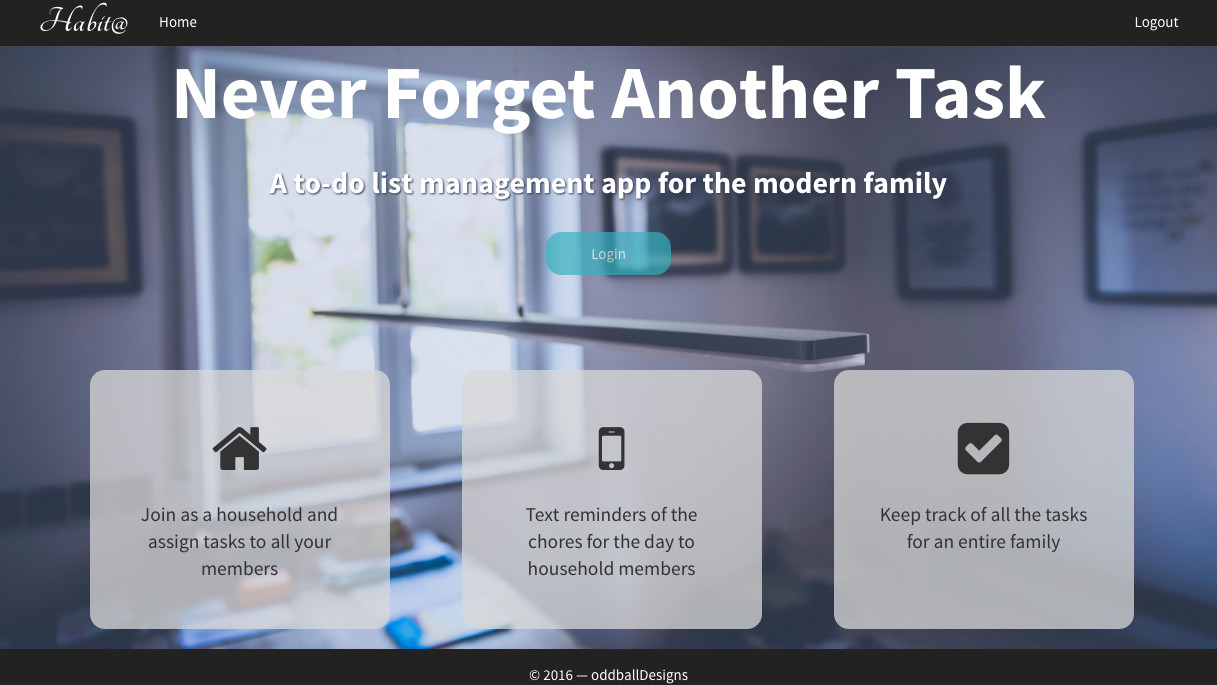 Habit@ Home Logout
Never Forget Another Task
A to-do list management app for the modern family
Login
Join as a household and
assign tasks to all your
members
Text reminders of the
chores for the day to
household members
Keep track of all the tasks
for an entire family
© 2016 — oddballDesigns